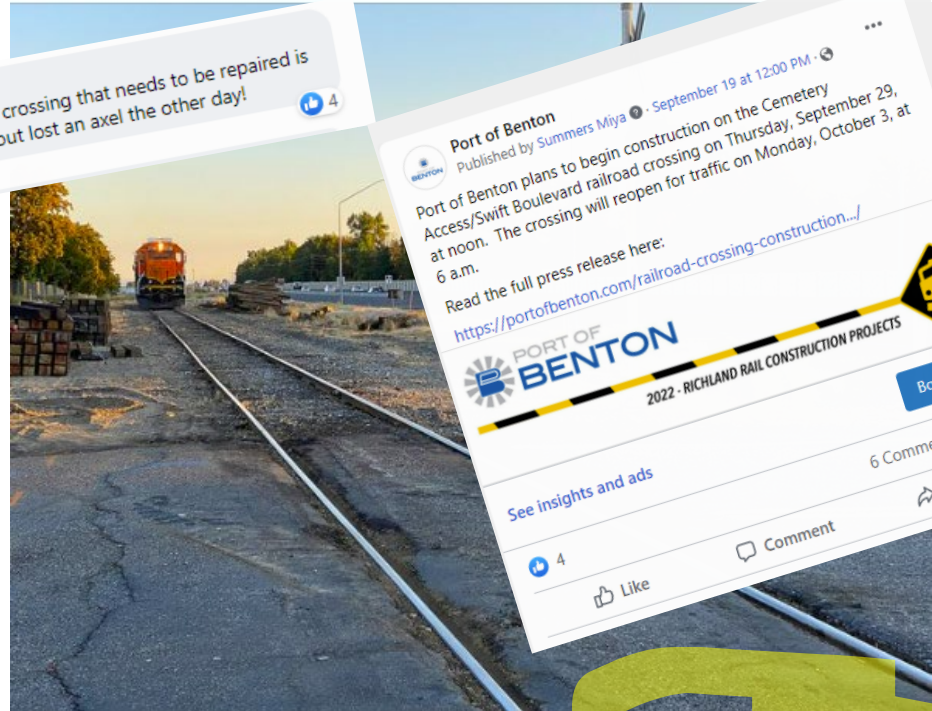 crossing that needs to be repaired is
out lost an axel the other day!
4
Port of Benton
Published by Summers Miya · September 19 at 12:00 PM ·
Port of Benton plans to begin construction on the Cemetery
Access/Swift Boulevard railroad crossing on Thursday, September 29,
at noon. The crossing will reopen for traffic on Monday, October 3, at
6 a.m.
Read the full press release here:
https://portofbenton.com/railroad-crossing-construction.../
BENTON
PORT OF
BENTON
2022 - RICHLAND RAIL CONSTRUCTION PROJECTS
See insights and ads
4
Like
Comment